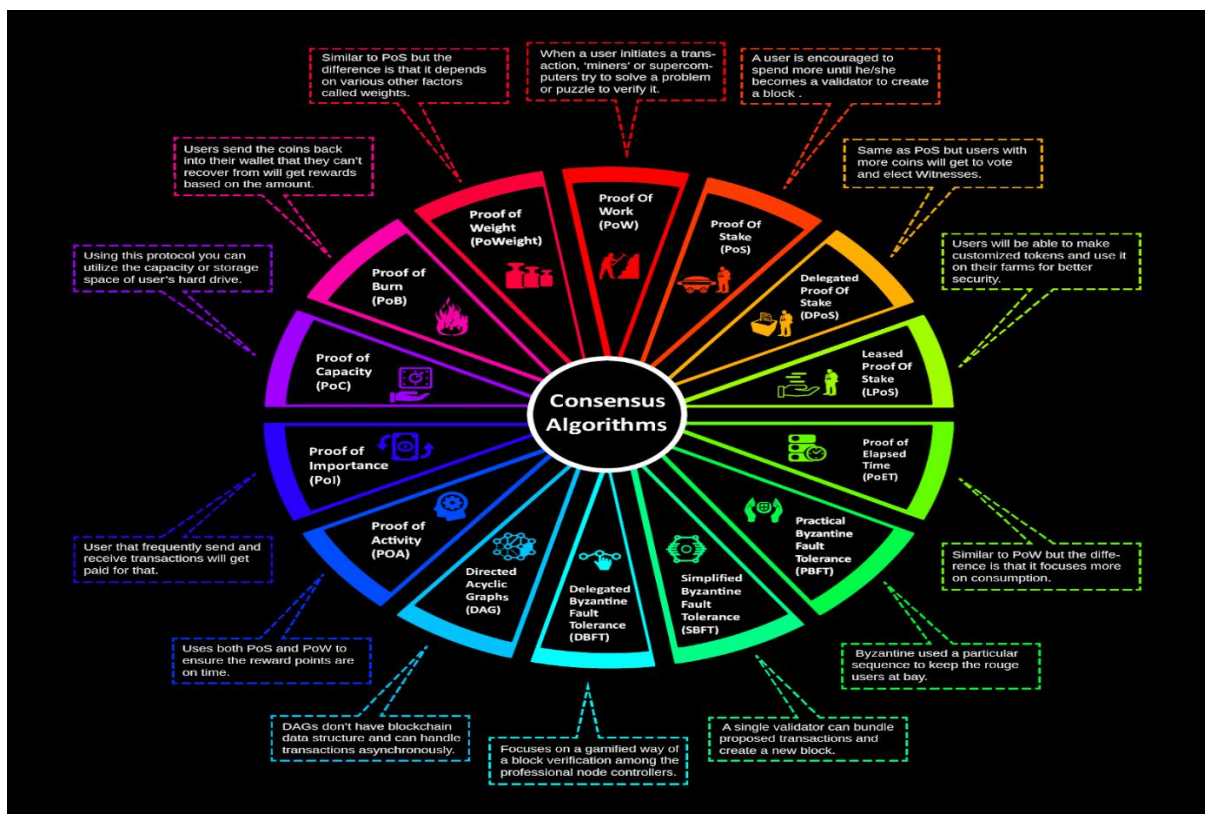 Consensus
Algorithms
When a user initiates a trans-
action, 'miners' or supercom-
puters try to solve a problem
or puzzle to verify it.
Proof Of
Work
(PoW)
A user is encouraged to
spend more until he/she
becomes a validator to create
a block .
Proof Of
Stake
(PoS)
Same as PoS but users with
more coins will get to vote
and elect Witnesses.
Delegated
Proof Of
Stake
(DPoS)
Users will be able to make
customized tokens and use it
on their farms for better
security.
Leased
Proof Of
Stake
(LPoS)
Similar to PoW but the diffe-
rence is that it focuses more
on consumption.
Proof of
Elapsed
Time
(PoET)
Byzantine used a particular
sequence to keep the rouge
users at bay.
Practical
Byzantine
Fault
Tolerance
(PBFT)
A single validator can bundle
proposed transactions and
create a new block.
Simplified
Byzantine
Fault
Tolerance
(SBFT)
Focuses on a gamified way of
a block verification among the
professional node controllers.
Delegated
Byzantine
Fault
Tolerance
(DBFT)
DAGs don't have blockchain
data structure and can handle
transactions asynchronously.
Directed
Acyclic
Graphs
(DAG)
Uses both PoS and PoW to
ensure the reward points are
on time.
Proof of
Activity
(POA)
User that frequently send and
receive transactions will get
paid for that.
Proof of
Importance
(PoI)
Using this protocol you can
utilize the capacity or storage
space of user's hard drive.
Proof of
Capacity
(PoC)
Users send the coins back
into their wallet that they can't
recover from will get rewards
based on the amount.
Proof of
Burn
(PoB)
Similar to PoS but the
difference is that it depends
on various other factors
called weights.
Proof of
Weight
(PoWeight)